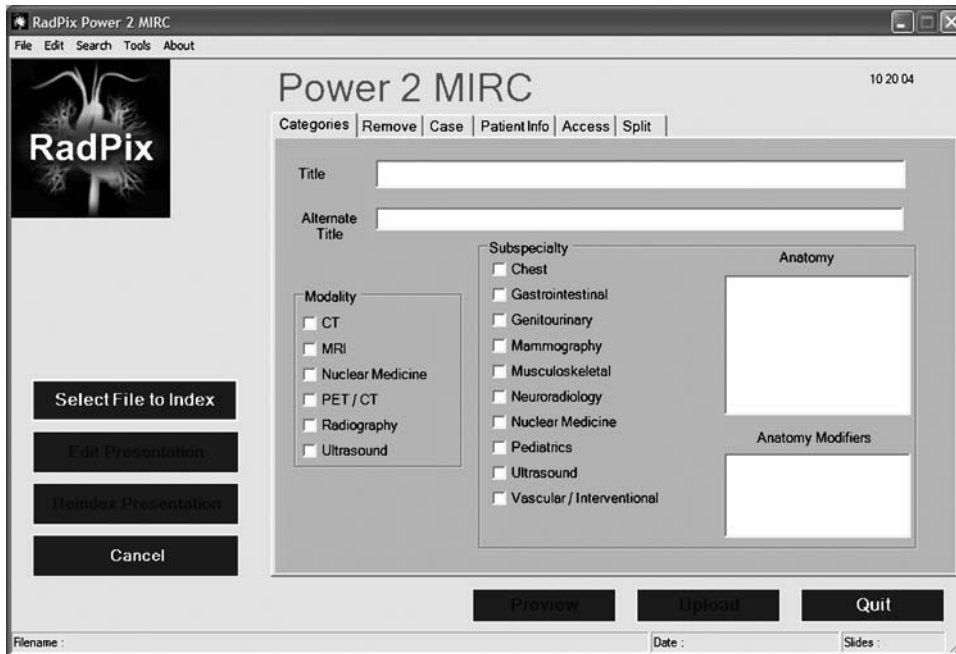 RadPix Power 2 MIRC
File Edit Search Tools About
RadPix
Power 2 MIRC
10 20 04
Categories Remove Case Patient Info Access Split
Title
Alternate
Title
Modality
CT
MRI
Nuclear Medicine
PET / CT
Radiography
Ultrasound
Subspecialty
Chest
Gastrointestinal
Genitourinary
Mammography
Musculoskeletal
Neuroradiology
Nuclear Medicine
Pediatrics
Ultrasound
Vascular / Interventional
Anatomy
Anatomy Modifiers
Select File to Index
Edit Presentation
Reindex Presentation
Cancel
Preview Upload Quit
Filename : Date : Slides :